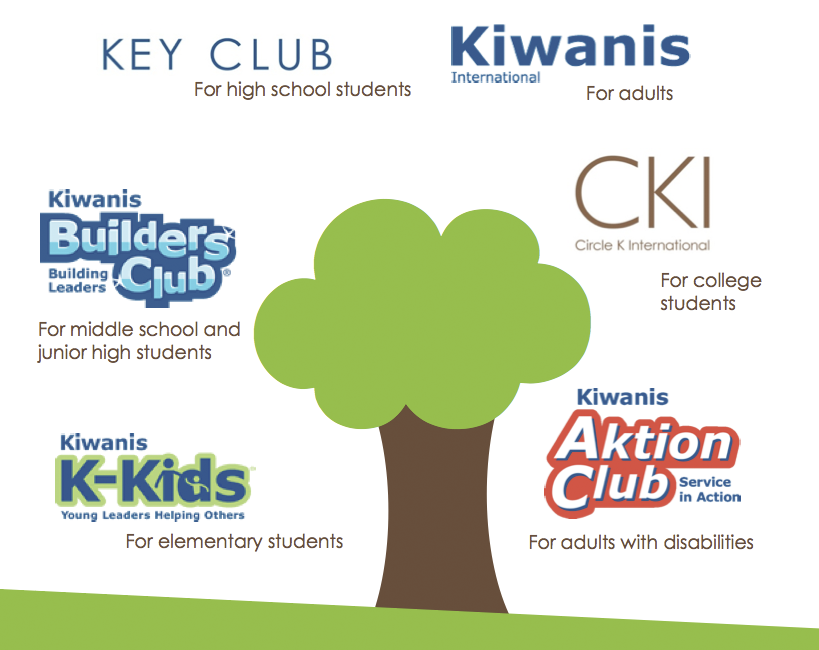 KEY CLUB
For high school students
Kiwanis
International
For adults
CKI
Circle K International
For college
students
Kiwanis
Builders
Club®
Building
Leaders
For middle school and
junior high students
Kiwanis
Aktion
Club
Service
in Action
For adults with disabilities
Kiwanis
K-Kids™
Young Leaders Helping Others
For elementary students